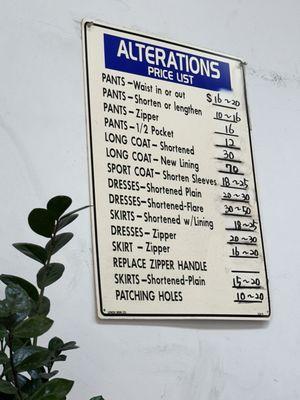 ALTERATIONS
PRICE LIST
PANTS-Waist in or out $16~20
PANTS-Shorten or lengthen 10~16
PANTS-Zipper 16
PANTS-1/2 Pocket 12
LONG COAT-Shortened 30
LONG COAT-New Lining 70
SPORT COAT-Shorten Sleeves 18~25
DRESSES-Shortened Plain 20~30
DRESSES-Shortened-Flare 30~50
SKIRTS-Shortened w/Lining 18~25
DRESSES-Zipper 20~30
SKIRT-Zipper 16~20
REPLACE ZIPPER HANDLE
SKIRTS-Shortened-Plain 15~20
PATCHING HOLES 10~20